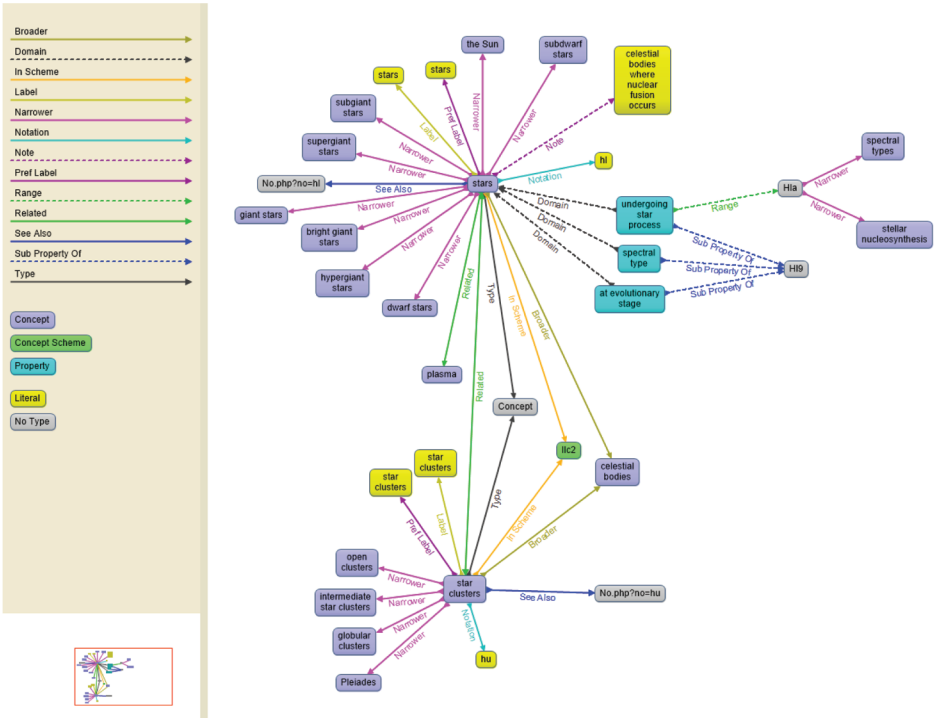 Broader
Domain
In Scheme
Label
Narrower
Notation
Note
Pref Label
Range
Related
See Also
Sub Property Of
Type
Concept
Concept Scheme
Property
Literal
No Type
the Sun
subdwarf
stars
celestial
bodies
where
nuclear
fusion
occurs
stars
stars
subgiant
stars
supergiant
stars
No.php?no=hl
giant stars
bright giant
stars
hypergiant
stars
dwarf stars
stars
hl
Label
Pref Label
Narrower
Narrower
Note
Notation
Narrower
Narrower
See Also
Narrower
Narrower
Narrower
Narrower
Domain
Domain
Domain
undergoing
star
process
spectral
type
at evolutionary
stage
Range
Hla
Narrower
Narrower
spectral
types
stellar
nucleosynthesis
Sub Property Of
Sub Property Of
Sub Property Of
Hl9
Related
Type
In Scheme
Broader
plasma
Related
Concept
llc2
celestial
bodies
star
clusters
star
clusters
Pref Label
Label
Type
In Scheme
Broader
open
clusters
intermediate
star clusters
globular
clusters
Pleiades
Narrower
Narrower
Narrower
Narrower
star
clusters
See Also
No.php?no=hu
Notation
hu